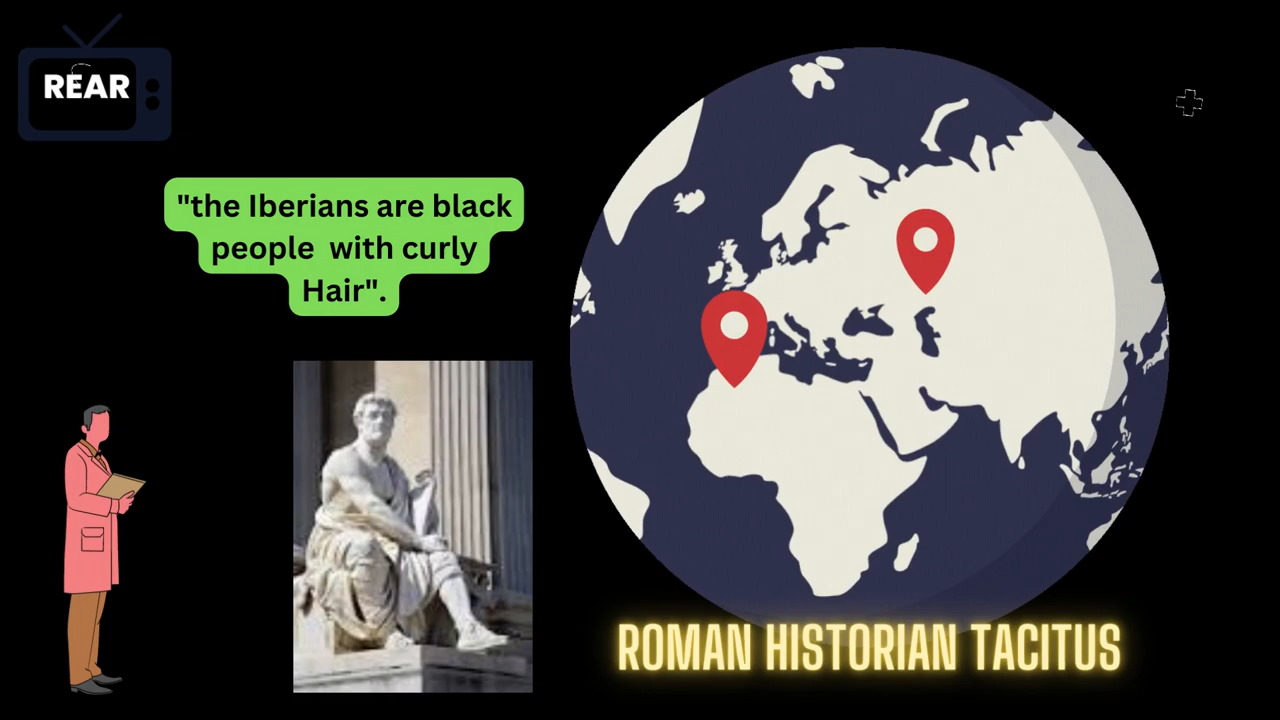 REAR
"the Iberians are black
people  with curly
Hair".
ROMAN HISTORIAN TACITUS